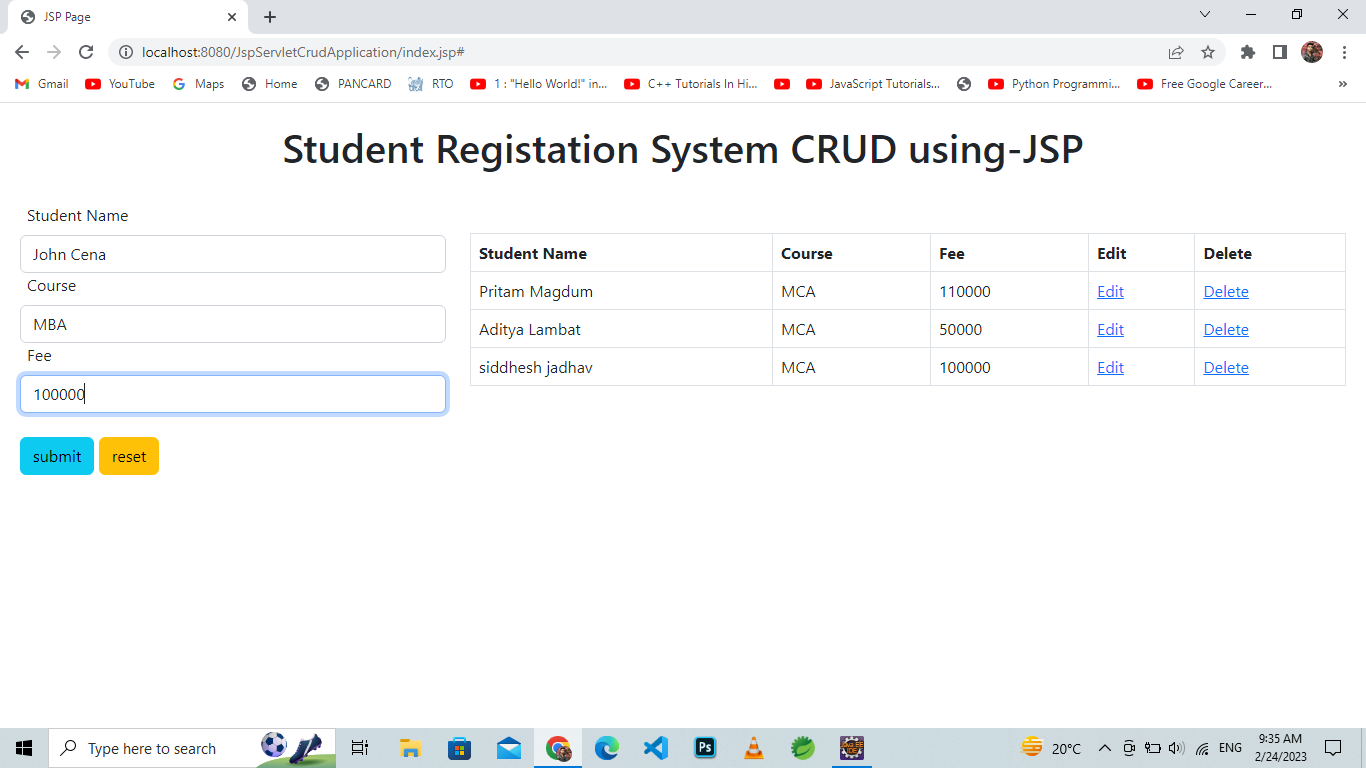 JSP Page
localhost:8080/JspServletCrudApplication/index.jsp#
Gmail YouTube Maps Home PANCARD RTO 1 : "Hello World!" in... C++ Tutorials In Hi... JavaScript Tutorials... Python Programmi... Free Google Career... »
Student Registation System CRUD using-JSP
Student Name
John Cena
Course
MBA
Fee
100000
submit reset
Student Name Course Fee Edit Delete
Pritam Magdum MCA 110000 Edit Delete
Aditya Lambat MCA 50000 Edit Delete
siddhesh jadhav MCA 100000 Edit Delete
Type here to search
Ps
JAVA EE
IDE
20°C
ENG
9:35 AM
2/24/2023